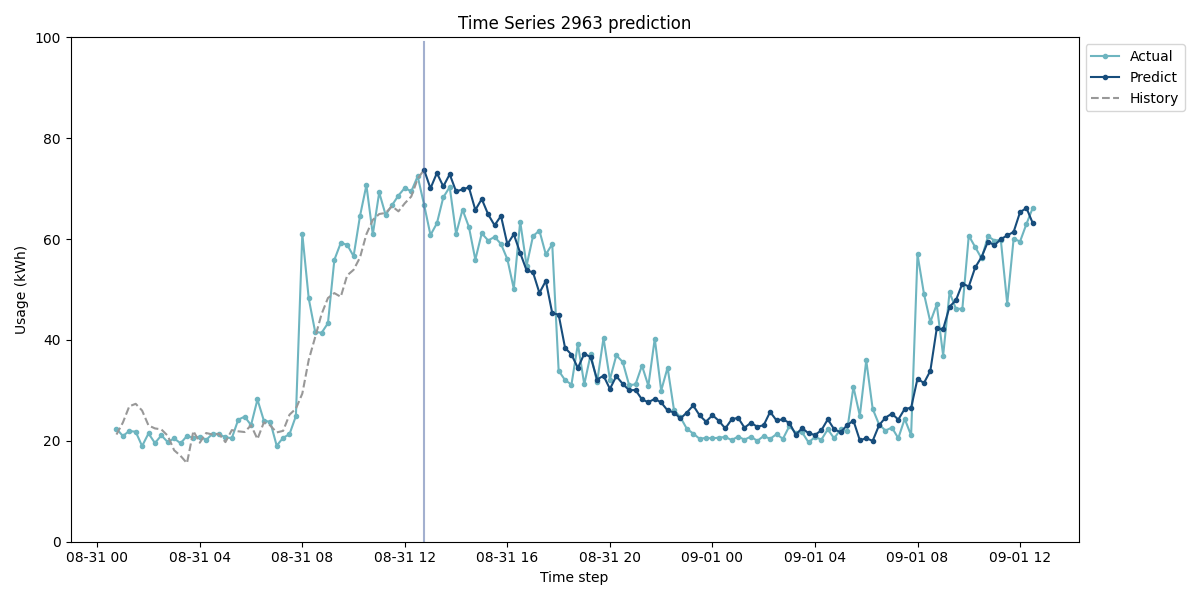 Time Series 2963 prediction
100
80
60
40
20
0
Usage (kWh)
08-31 00
08-31 04
08-31 08
08-31 12
08-31 16
08-31 20
09-01 00
09-01 04
09-01 08
09-01 12
Time step
Actual
Predict
History